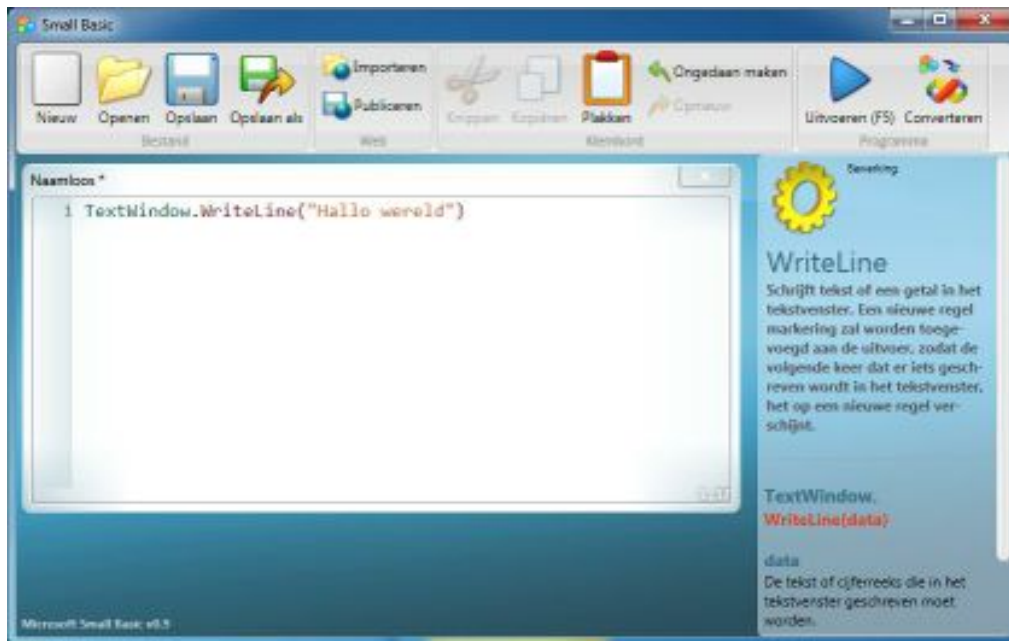 Small Basic
Nieuw
Openen
Opslaan
Opslaan als
Importeren
Publiceren
Knippen
Kopiëren
Plakken
Ongedaan maken
Opnieuw
Uitvoeren (F5)
Converteren
Bestand
Web
Klembord
Programma
Naamloos *
1 TextWindow.WriteLine("Hallo wereld")
Bewerking
WriteLine
Schrijft tekst of een getal in het
tekstvenster. Een nieuwe regel
markering zal worden toege-
voegd aan de uitvoer, zodat de
volgende keer dat er iets gesch-
reven wordt in het tekstvenster,
het op een nieuwe regel ver-
schijnt.
TextWindow.
WriteLine(data)
data
De tekst of cijferreeks die in het
tekstvenster geschreven moet
worden.
Microsoft Small Basic v0.9